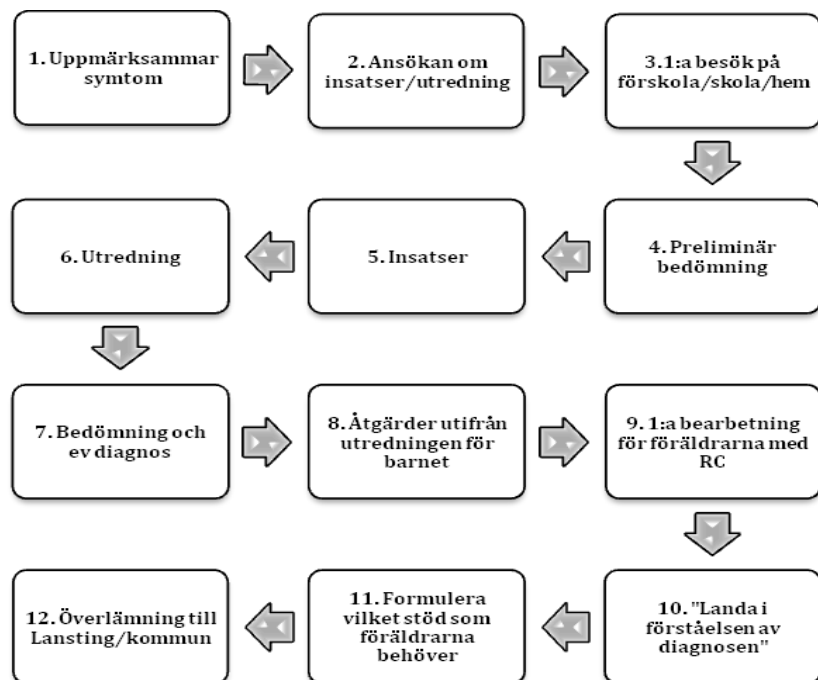 1. Uppmärksammar
symtom
2. Ansökan om
insatser/utredning
3.1:a besök på
förskola/skola/hem
4. Preliminär
bedömning
5. Insatser
6. Utredning
7. Bedömning och
ev diagnos
8. Åtgärder utifrån
utredningen för
barnet
9. 1:a bearbetning
för föräldrarna med
RC
10. "Landa i
förståelsen av
diagnosen"
11. Formulera
vilket stöd som
föräldrarna
behöver
12. Överlämning till
Lansting/kommun